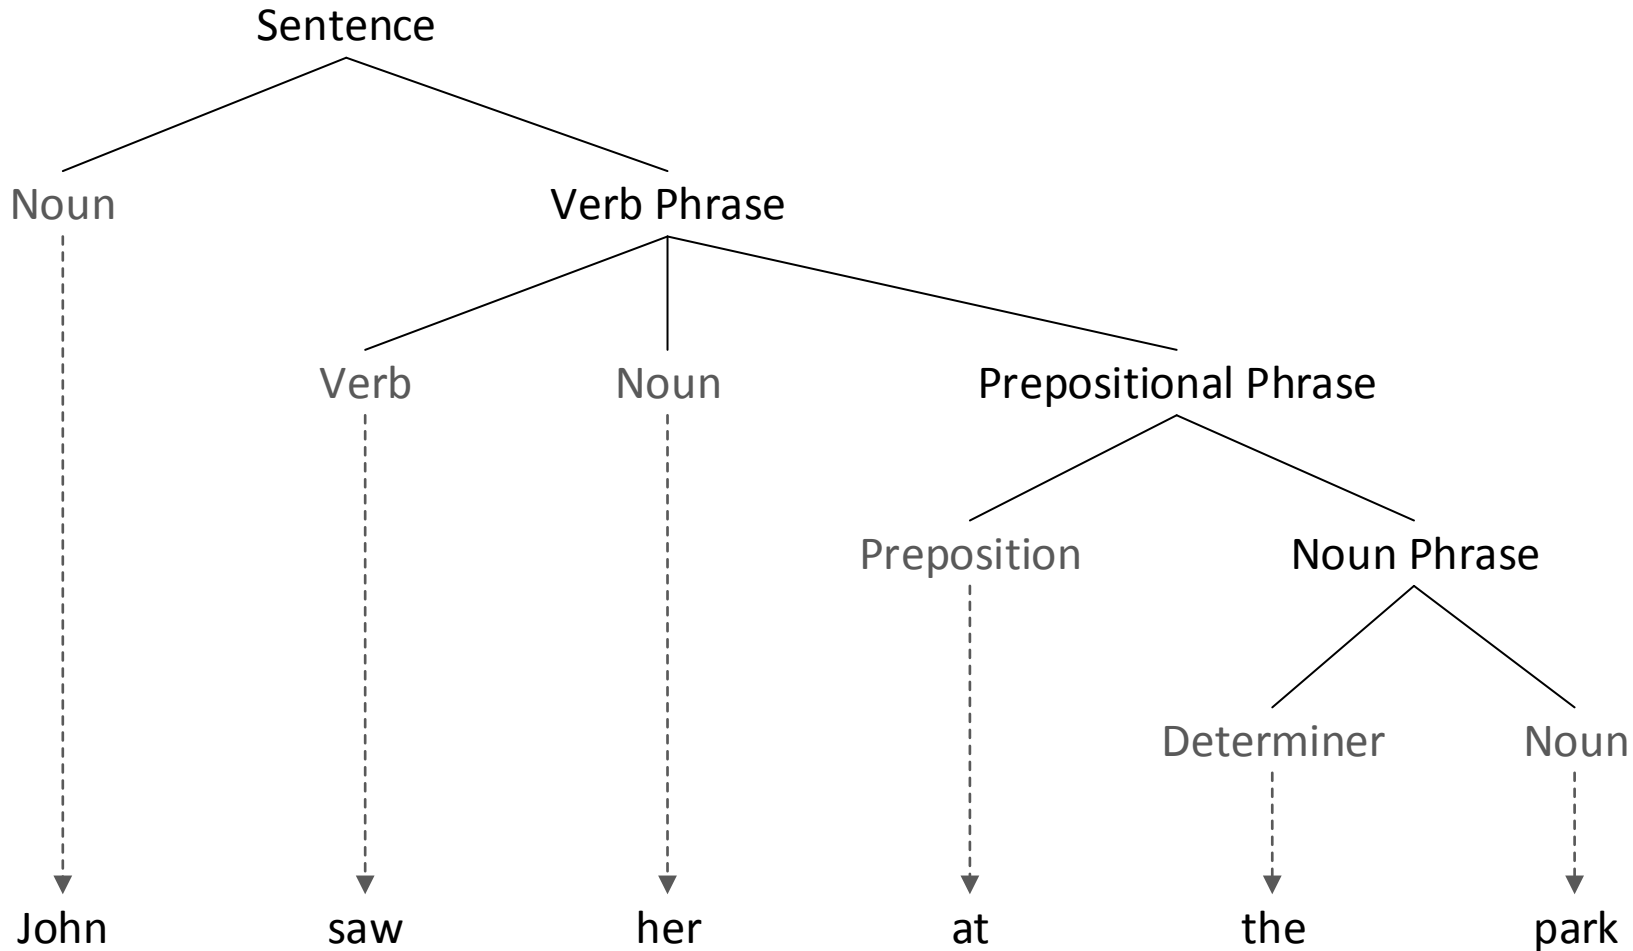 Sentence
Noun Verb Phrase
Verb Noun Prepositional Phrase
Preposition Noun Phrase
Determiner Noun
John saw her at the park